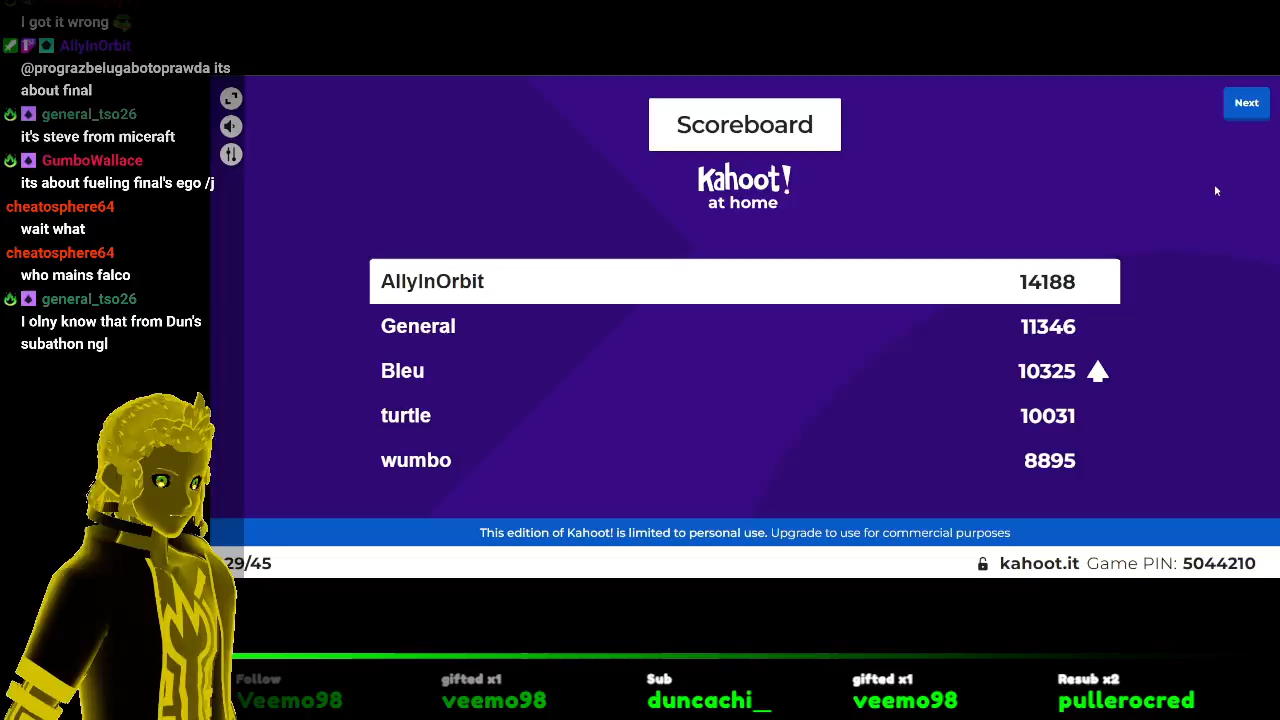 I got it wrong
AllyInOrbit
@prograzbelugabotoprawda its
about final
general_tso26
it's steve from miceraft
GumboWallace
its about fueling final's ego /j
cheatosphere64
wait what
cheatosphere64
who mains falco
general_tso26
I olny know that from Dun's
subathon ngl
Next
Scoreboard
Kahoot!
at home
AllyInOrbit 14188
General 11346
Bleu 10325
turtle 10031
wumbo 8895
This edition of Kahoot! is limited to personal use. Upgrade to use for commercial purposes
29/45
kahoot.it Game PIN: 5044210
Follow
Veemo98
gifted x1
veemo98
Sub
duncachi_
gifted x1
veemo98
Resub x2
pullerocred